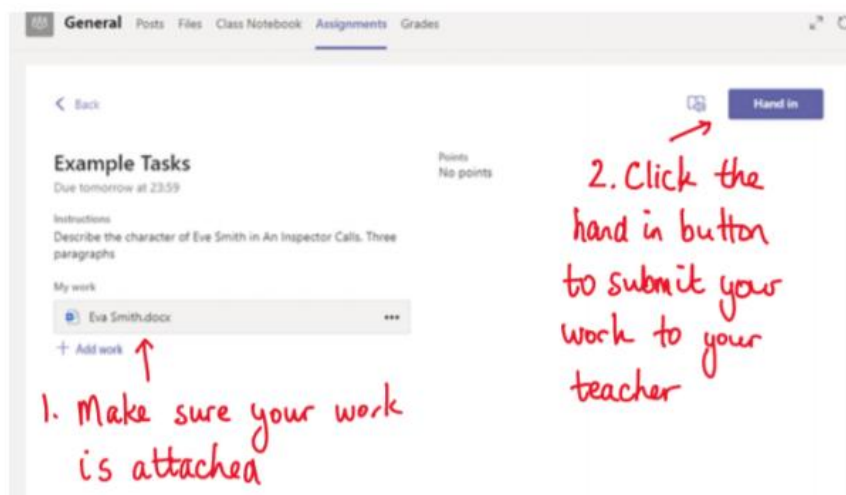 General Posts Files Class Notebook Assignments Grades
Back
Hand in
Example Tasks
Due tomorrow at 23:59
Points
No points
Instructions
Describe the character of Eve Smith in An Inspector Calls. Three
paragraphs
My work
Eva Smith.docx
+ Add work
1. Make sure your work
is attached
2. Click the
hand in button
to submit your
work to your
teacher